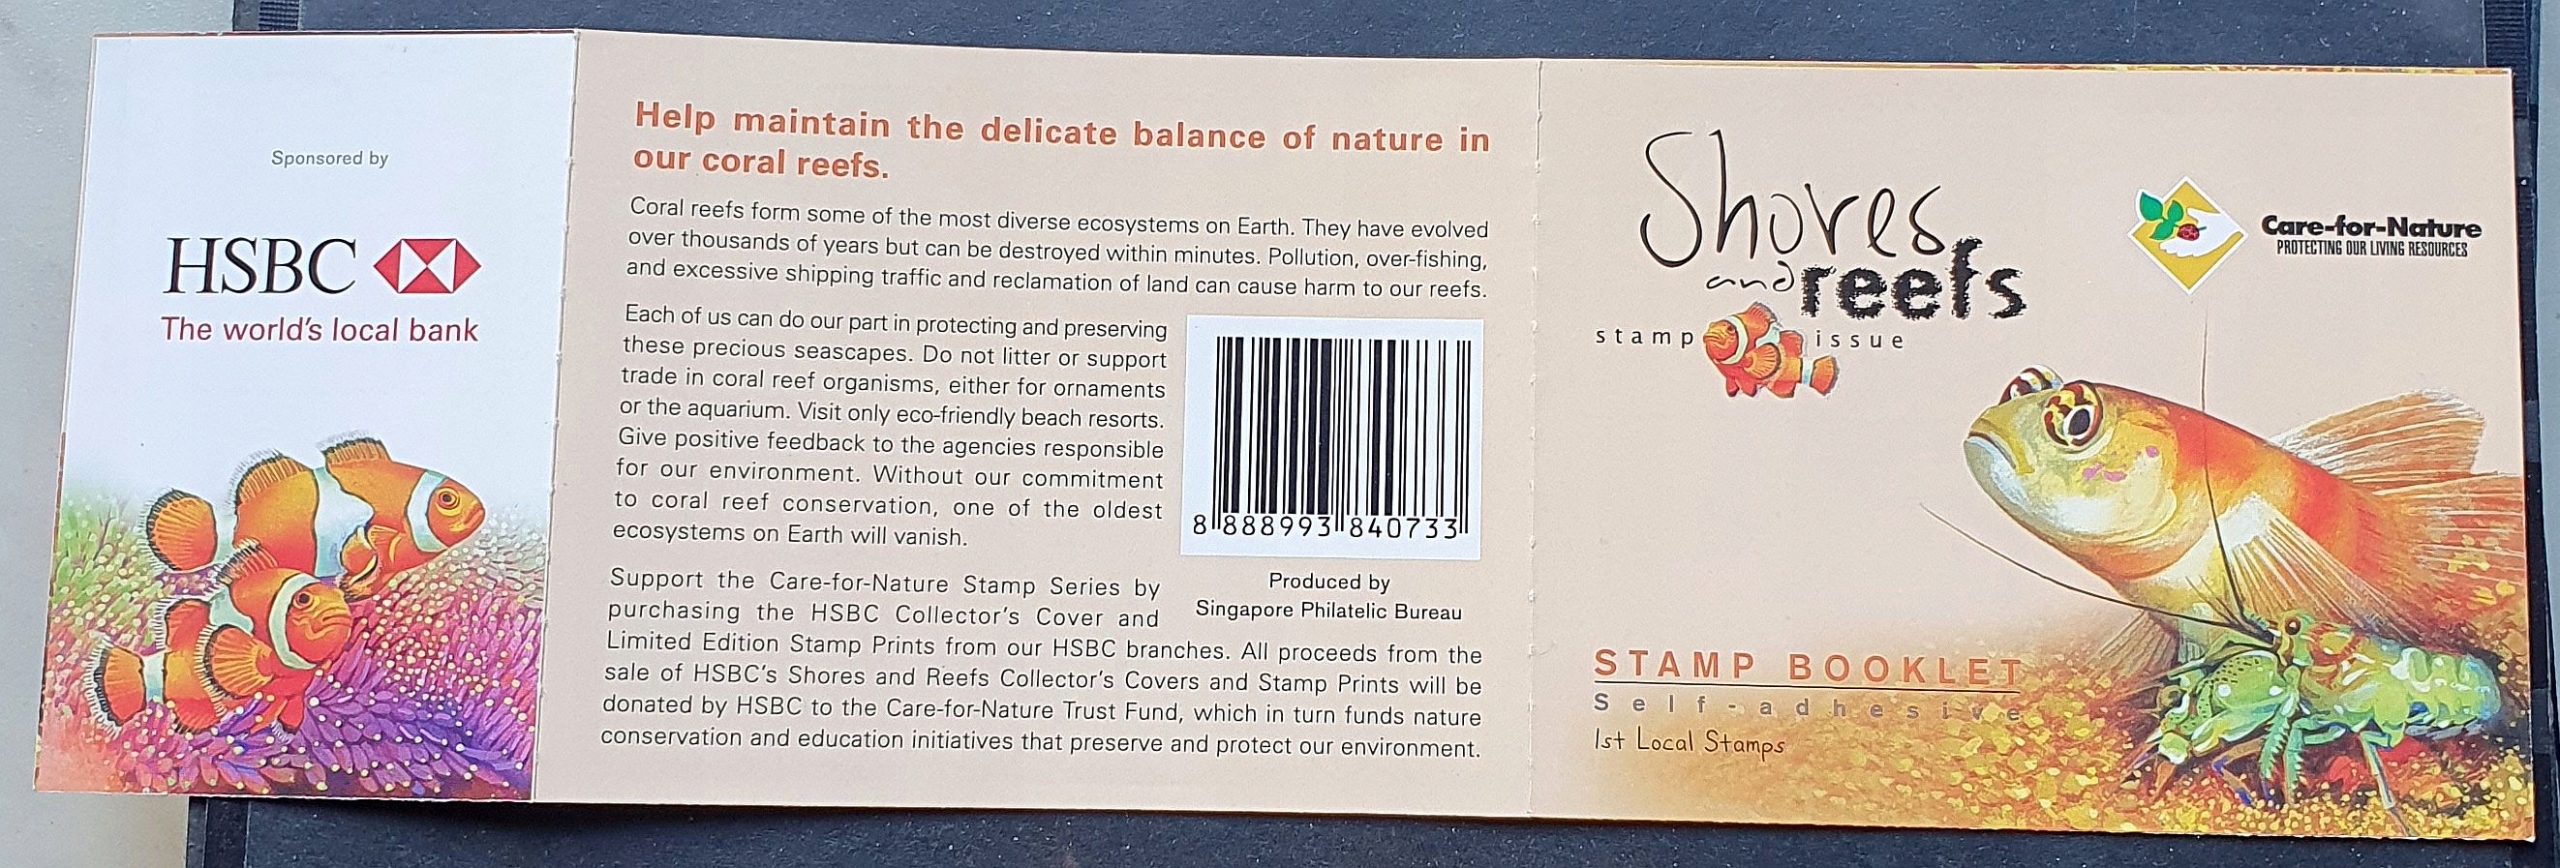 Sponsored by
HSBC
The world's local bank
Help maintain the delicate balance of nature in
our coral reefs.
Coral reefs form some of the most diverse ecosystems on Earth. They have evolved
over thousands of years but can be destroyed within minutes. Pollution, over-fishing,
and excessive shipping traffic and reclamation of land can cause harm to our reefs.
Each of us can do our part in protecting and preserving
these precious seascapes. Do not litter or support
trade in coral reef organisms, either for ornaments
or the aquarium. Visit only eco-friendly beach resorts.
Give positive feedback to the agencies responsible
for our environment. Without our commitment
to coral reef conservation, one of the oldest
ecosystems on Earth will vanish.
8 888993 840733
Produced by
Singapore Philatelic Bureau
Support the Care-for-Nature Stamp Series by
purchasing the HSBC Collector's Cover and
Limited Edition Stamp Prints from our HSBC branches. All proceeds from the
sale of HSBC's Shores and Reefs Collector's Covers and Stamp Prints will be
donated by HSBC to the Care-for-Nature Trust Fund, which in turn funds nature
conservation and education initiatives that preserve and protect our environment.
Shores
and reefs
stamp issue
Care-for-Nature
PROTECTING OUR LIVING RESOURCES
STAMP BOOKLET
Self-adhesive
1st Local Stamps